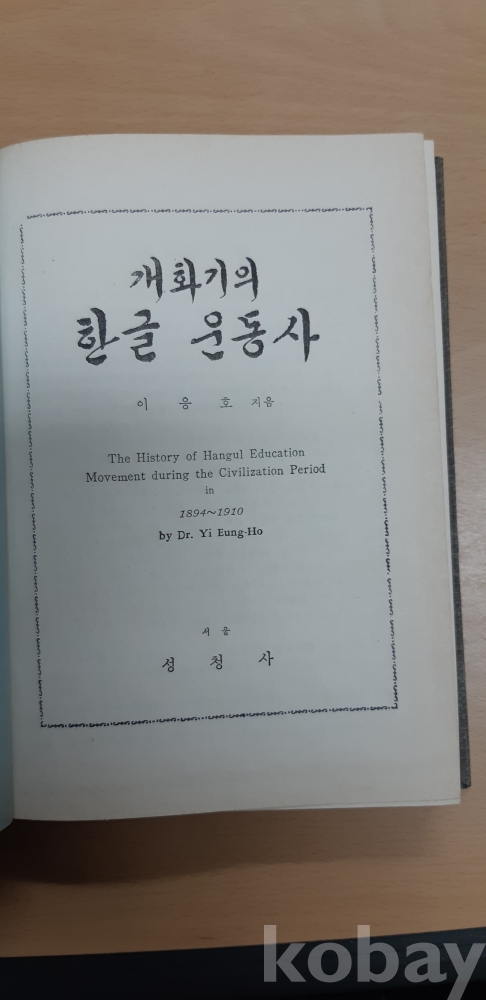 개화기의
한글 운동사
이 응 호 지음
The History of Hangul Education
Movement during the Civilization Period
in
1894~1910
by Dr. Yi Eung-Ho
서 울
성 청 사
kobay